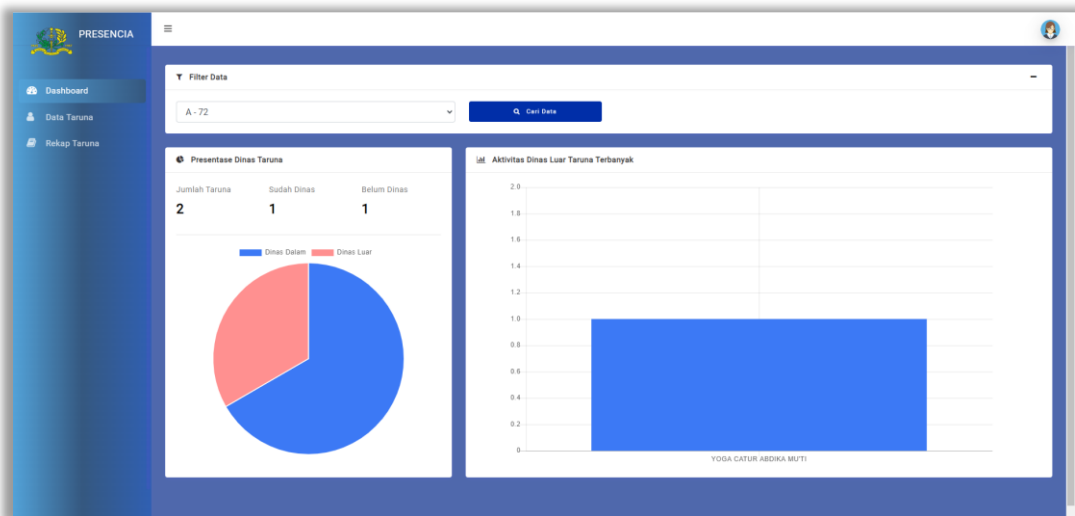 PRESENCIA
Dashboard
Data Taruna
Rekap Taruna
Filter Data
A - 72
Cari Data
Presentase Dinas Taruna
Jumlah Taruna Sudah Dinas Belum Dinas
2 1 1
Dinas Dalam Dinas Luar
Aktivitas Dinas Luar Taruna Terbanyak
2.0
1.8
1.6
1.4
1.2
1.0
0.8
0.6
0.4
0.2
0
YOGA CATUR ABDIKA MU'TI